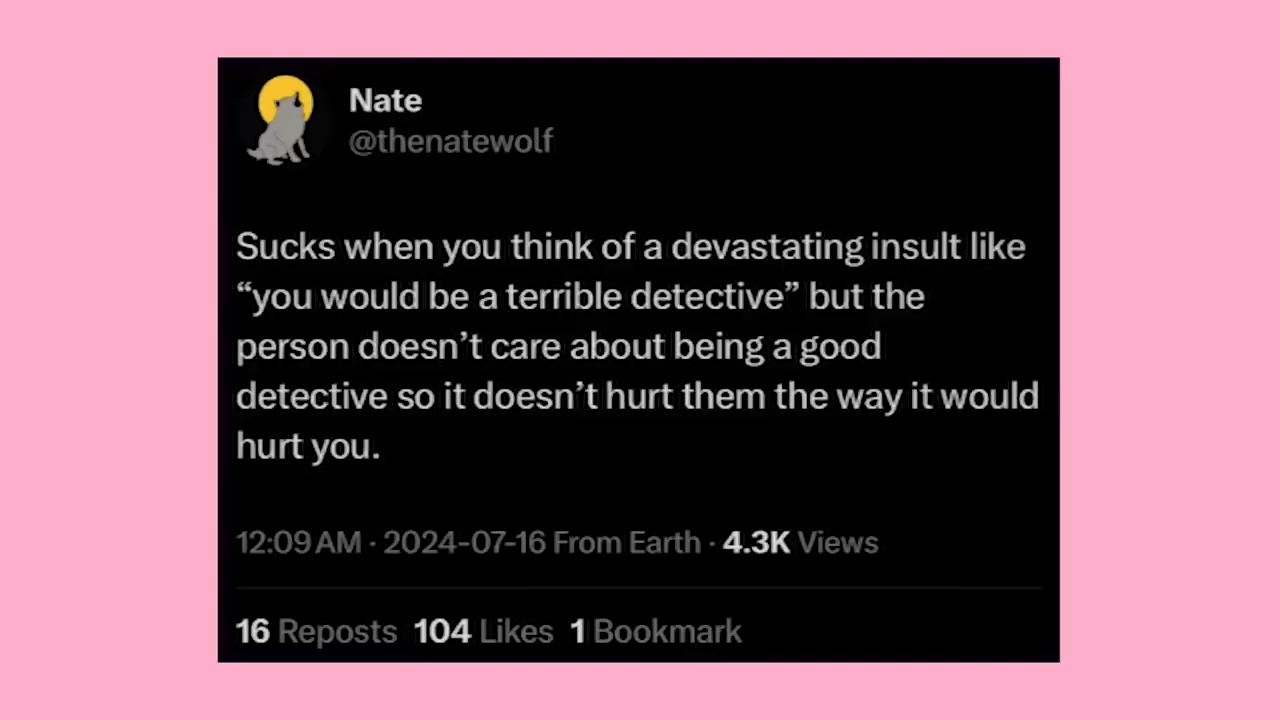 Nate
@thenatewolf
Sucks when you think of a devastating insult like
“you would be a terrible detective” but the
person doesn’t care about being a good
detective so it doesn’t hurt them the way it would
hurt you.
12:09 AM · 2024-07-16 From Earth · 4.3K Views
16 Reposts 104 Likes 1 Bookmark